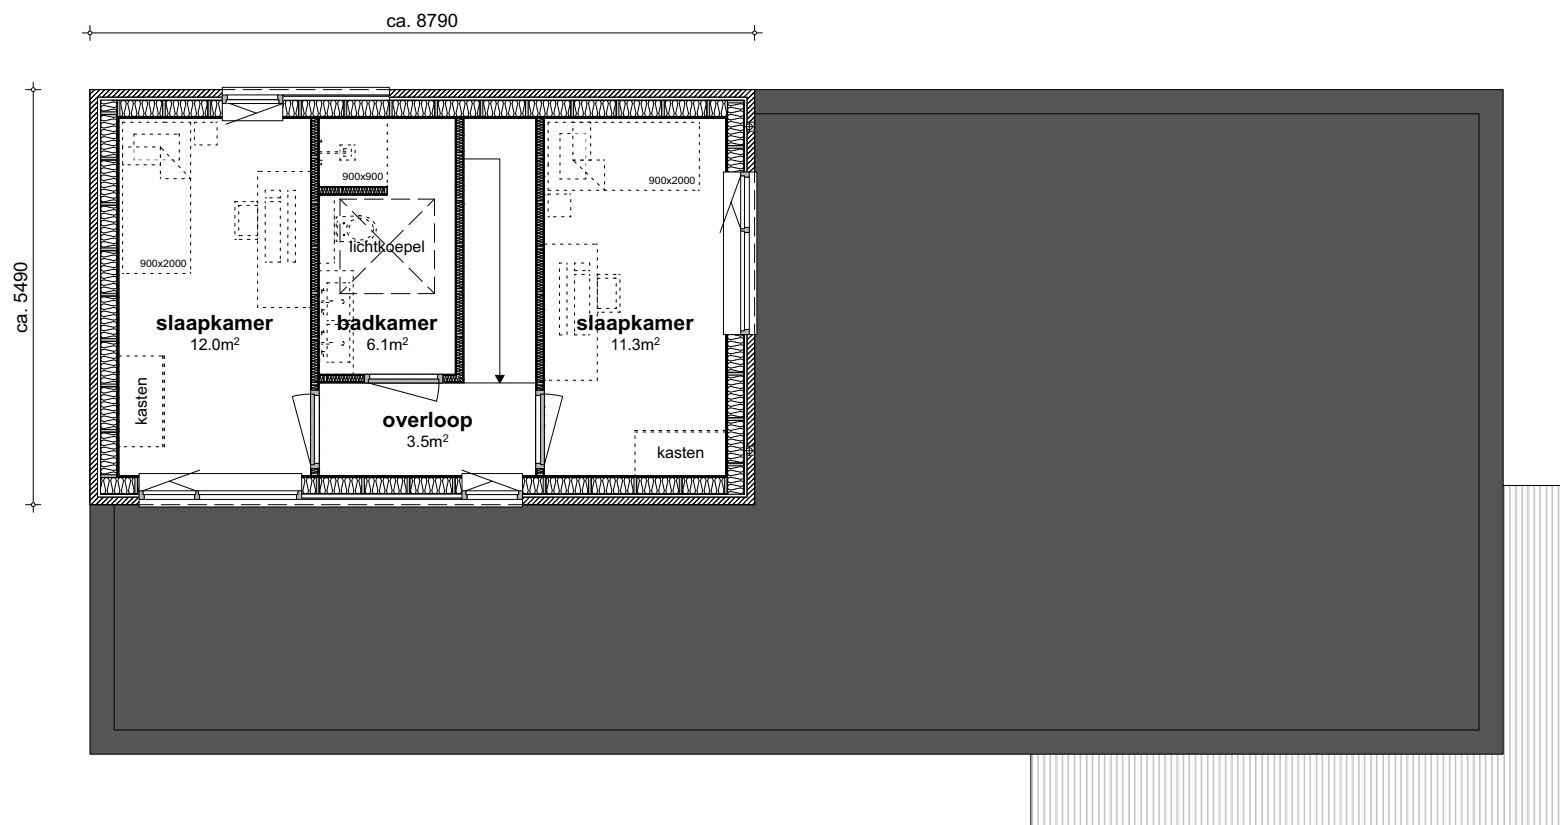 ca. 8790
ca. 5490
900x900
900x2000
lichtkoepel
900x2000
slaapkamer
12.0m²
badkamer
6.1m²
slaapkamer
11.3m²
kasten
overloop
3.5m²
kasten